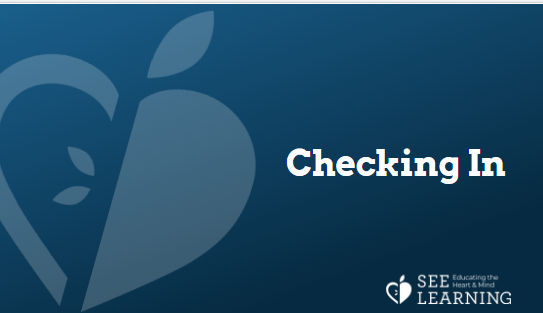 Checking In
SEE Educating the
Heart & Mind
LEARNING